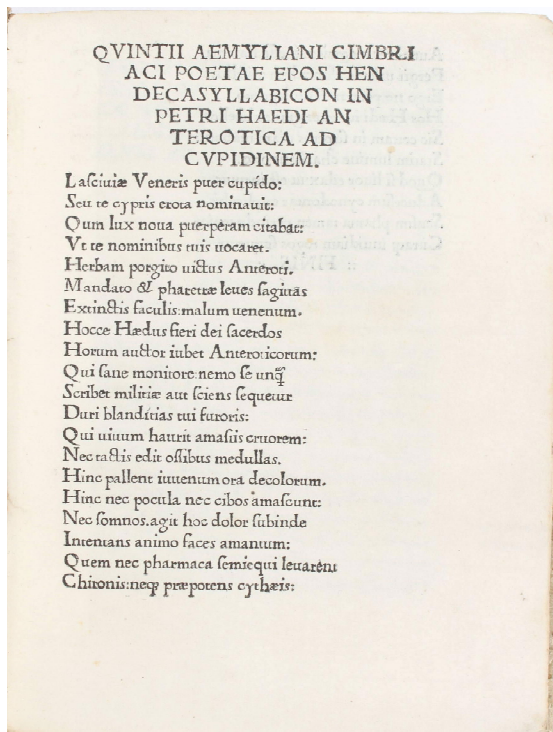 QVINTII AEMYLIANI CIMBRI
ACI POETAE EPOS HEN
DECASYLLABICON IN
PETRI HAEDI AN
TEROTICA AD
CVPIDINEM.
Lasciuiæ Veneris puer cupido:
Seu te cypris erota nominauit:
Qum lux noua puerperam citabat:
Vt te nominibus tuis uocaret.
Herbam porgito uictus Anteroti.
Mandato & pharetræ leues sagittas
Extinctis faculis:malum uenenum.
Hocce Hædus fieri dei sacerdos
Horum auctor iubet Anteroticorum:
Qui sane monitore:nemo se unq̃
Scribet militiæ aut sciens sequetur
Duri blanditias tui furoris:
Qui uiuum haurit amasiis cruorem:
Nec tactis edit ossibus medullas.
Hinc pallent iuuenum ora decolorum.
Hinc nec pocula nec cibos amascunt:
Nec somnos.agit hoc dolor subinde
Intentans animo faces amantum:
Quem nec pharmaca semiequi leuarent
Chironis:neq; præpotens cythæis: